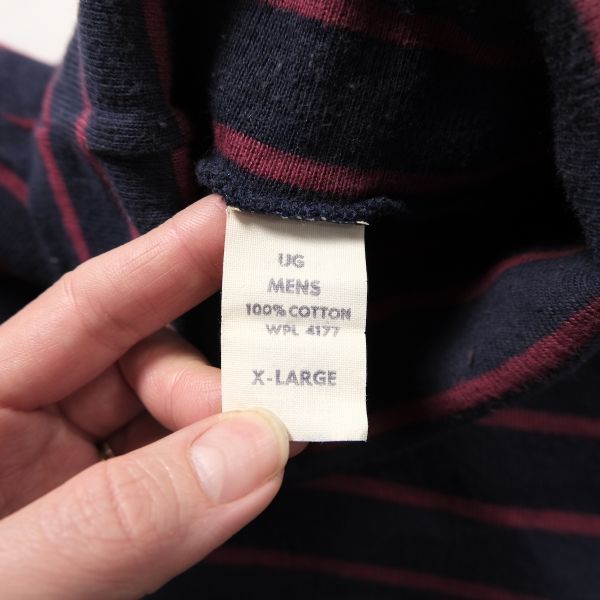 UG
MENS
100% COTTON
WPL 4177
X-LARGE